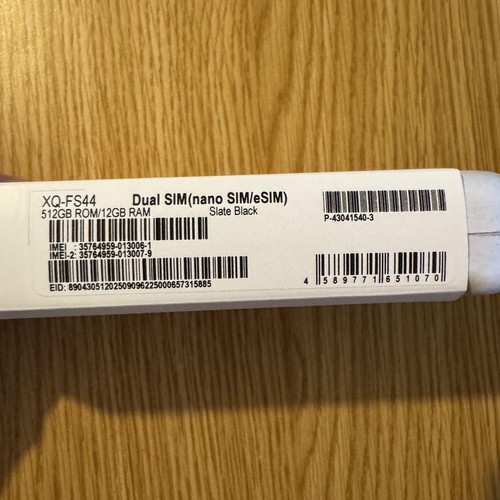 XQ-FS44 Dual SIM(nano SIM/eSIM)
512GB ROM/12GB RAM Slate Black
P-43041540-3
IMEI : 35764959-013006-1
IMEI-2: 35764959-013007-9
4 589771 651070
EID: 89043051202509096225000657315885